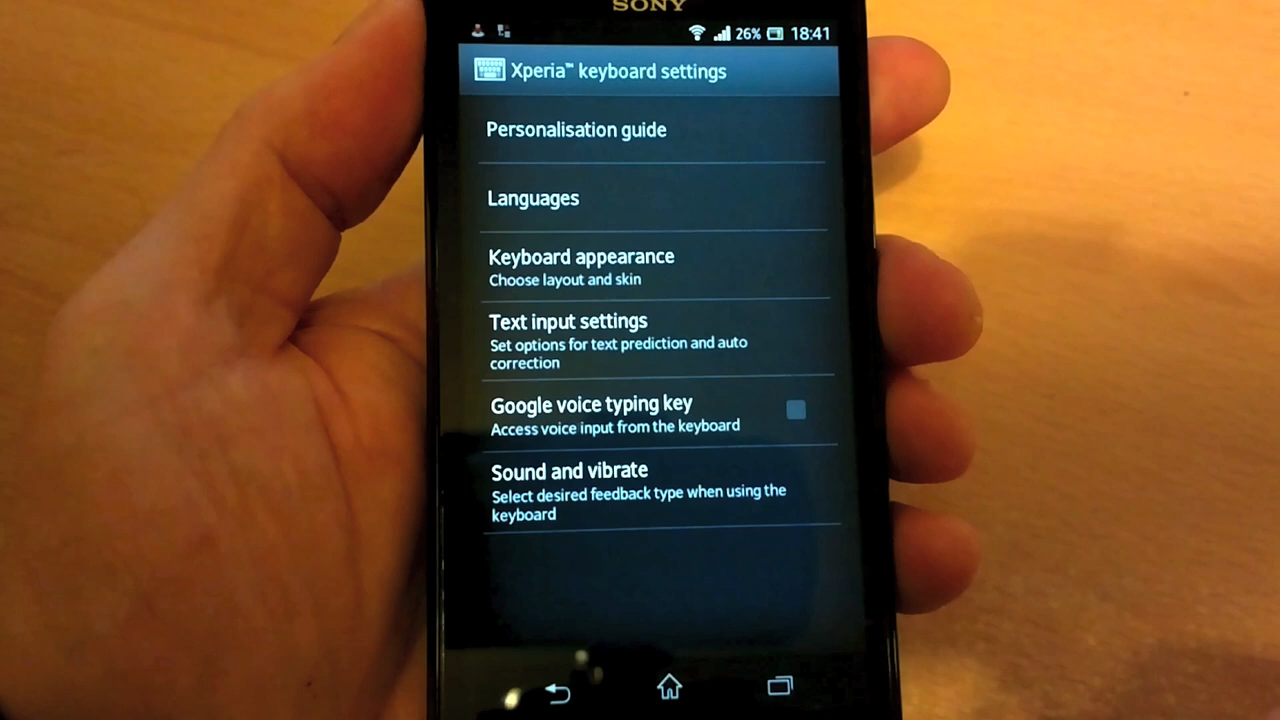 SONY
26% 18:41
Xperia™ keyboard settings
Personalisation guide
Languages
Keyboard appearance
Choose layout and skin
Text input settings
Set options for text prediction and auto
correction
Google voice typing key
Access voice input from the keyboard
Sound and vibrate
Select desired feedback type when using the
keyboard